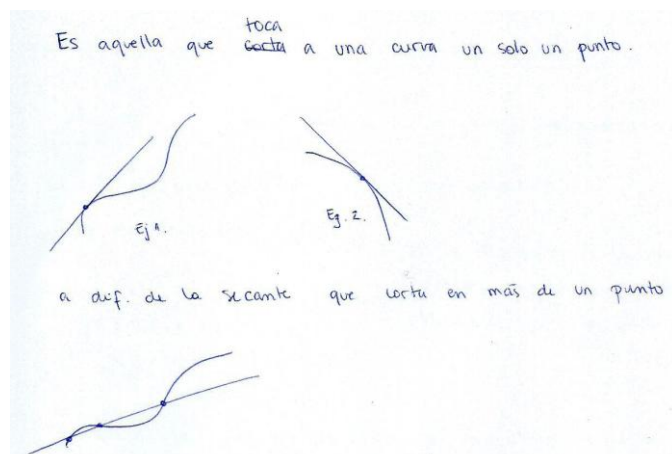 toca
Es aquella que corta a una curva un solo un punto.
Ej 1.
Ej. 2.
a dif. de la secante que corta en más de un punto